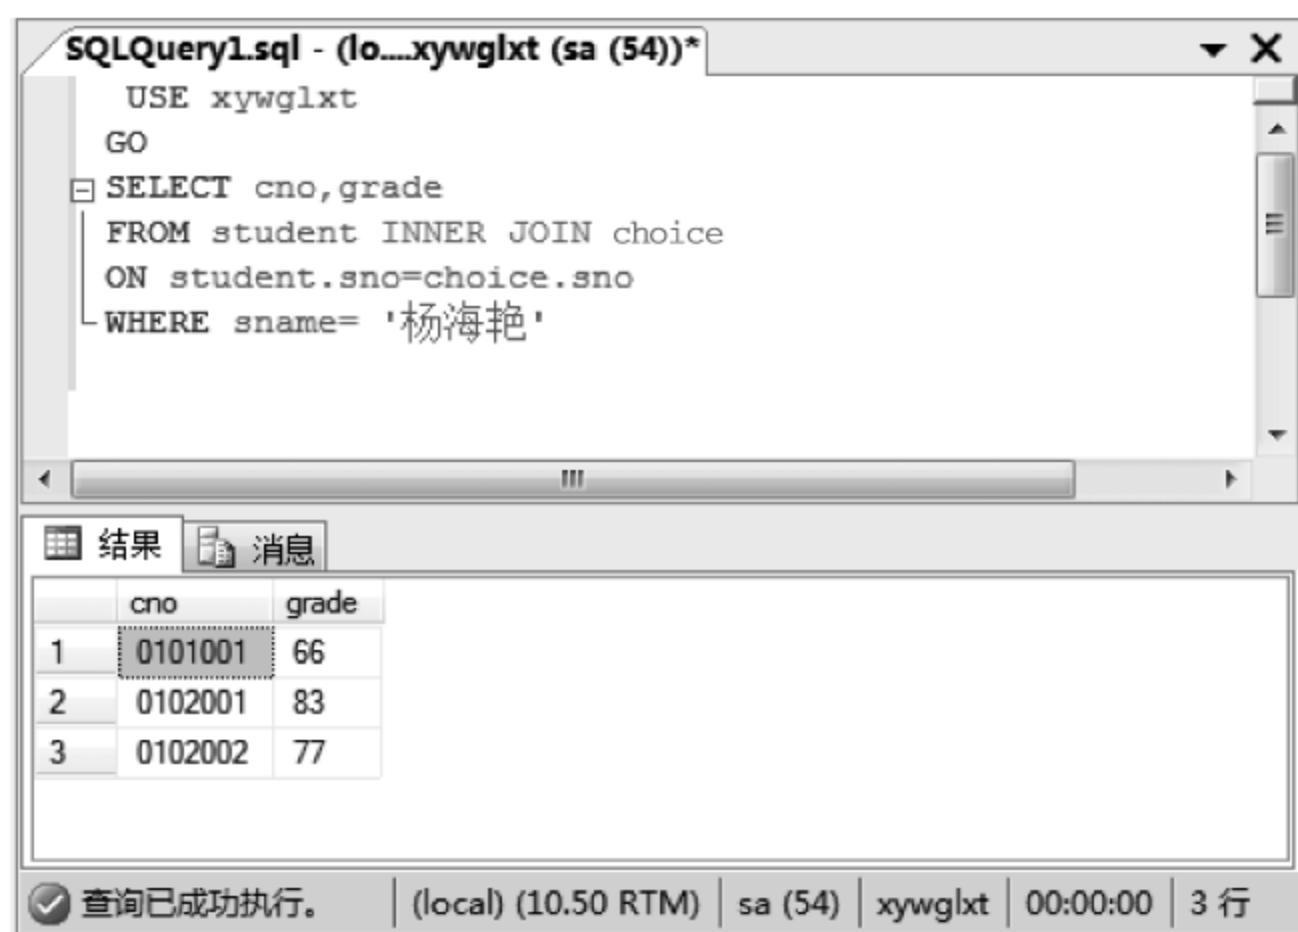 SQLQuery1.sql - (lo....xywglxt (sa (54))*
USE xywglxt
GO
SELECT cno,grade
FROM student INNER JOIN choice
ON student.sno=choice.sno
WHERE sname= '杨海艳'
结果 消息
cno grade
1 0101001 66
2 0102001 83
3 0102002 77
查询已成功执行。 (local) (10.50 RTM) sa (54) xywglxt 00:00:00 3 行